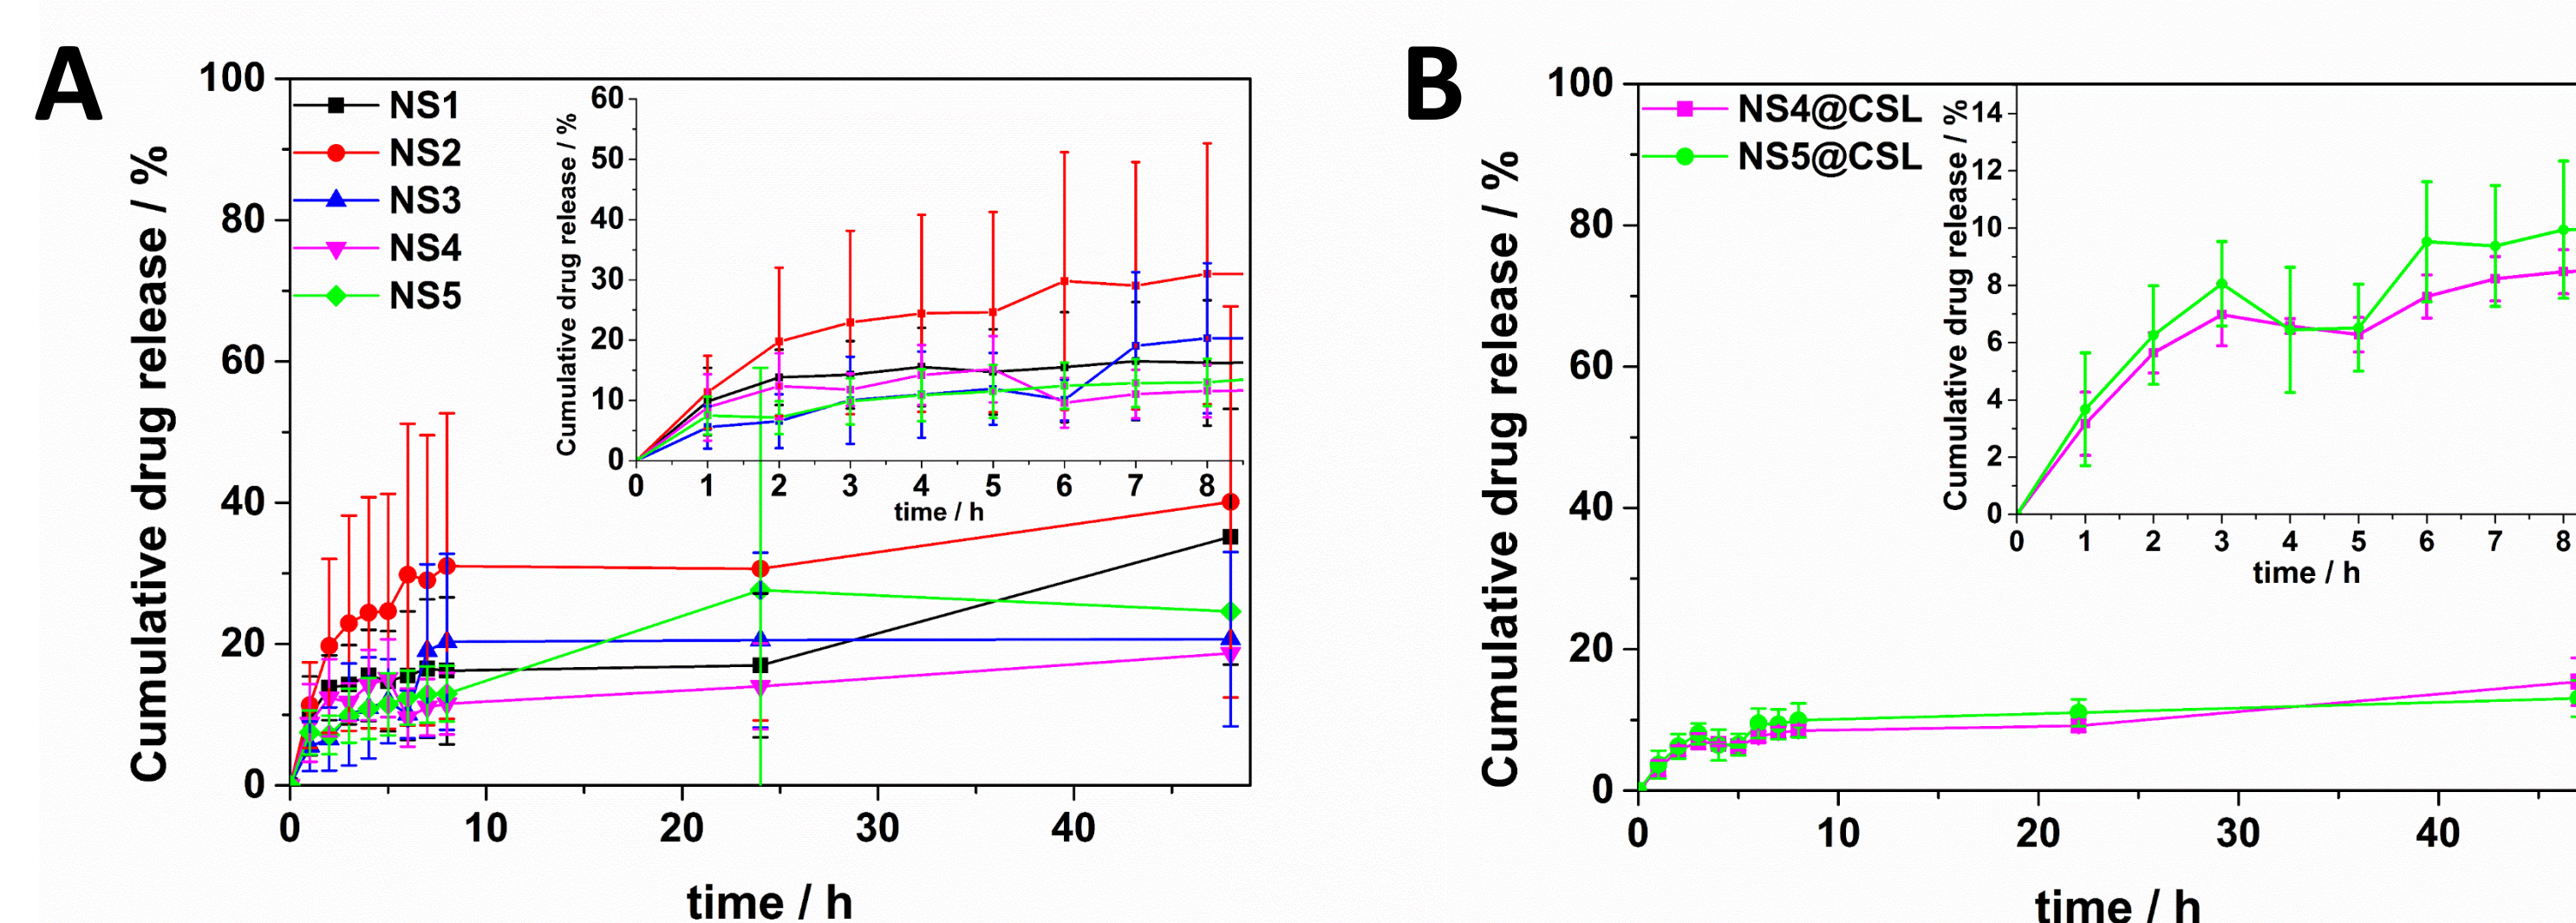 A
Cumulative drug release / %
100
80
60
40
20
0
0 10 20 30 40
time / h
NS1
NS2
NS3
NS4
NS5
Cumulative drug release / %
60
50
40
30
20
10
0
0 1 2 3 4 5 6 7 8
time / h
B
Cumulative drug release / %
100
80
60
40
20
0
0 10 20 30 40
time / h
NS4@CSL
NS5@CSL
Cumulative drug release / %
14
12
10
8
6
4
2
0
0 1 2 3 4 5 6 7 8
time / h